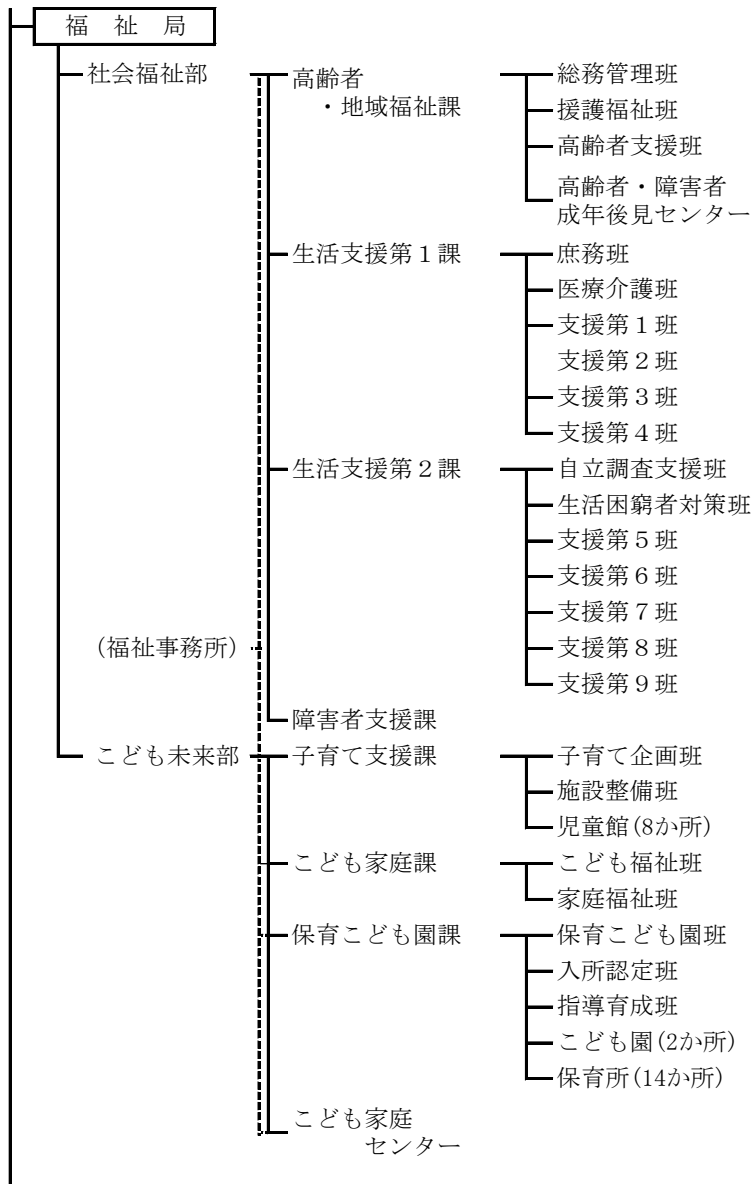 福　祉　局
社会福祉部
高齢者
・地域福祉課
総務管理班
援護福祉班
高齢者支援班
高齢者・障害者
成年後見センター
生活支援第１課
庶務班
医療介護班
支援第１班
支援第２班
支援第３班
支援第４班
生活支援第２課
自立調査支援班
生活困窮者対策班
支援第５班
支援第６班
支援第７班
支援第８班
支援第９班
(福祉事務所)
障害者支援課
こども未来部
子育て支援課
子育て企画班
施設整備班
児童館(8か所)
こども家庭課
こども福祉班
家庭福祉班
保育こども園課
保育こども園班
入所認定班
指導育成班
こども園(2か所)
保育所(14か所)
こども家庭
センター